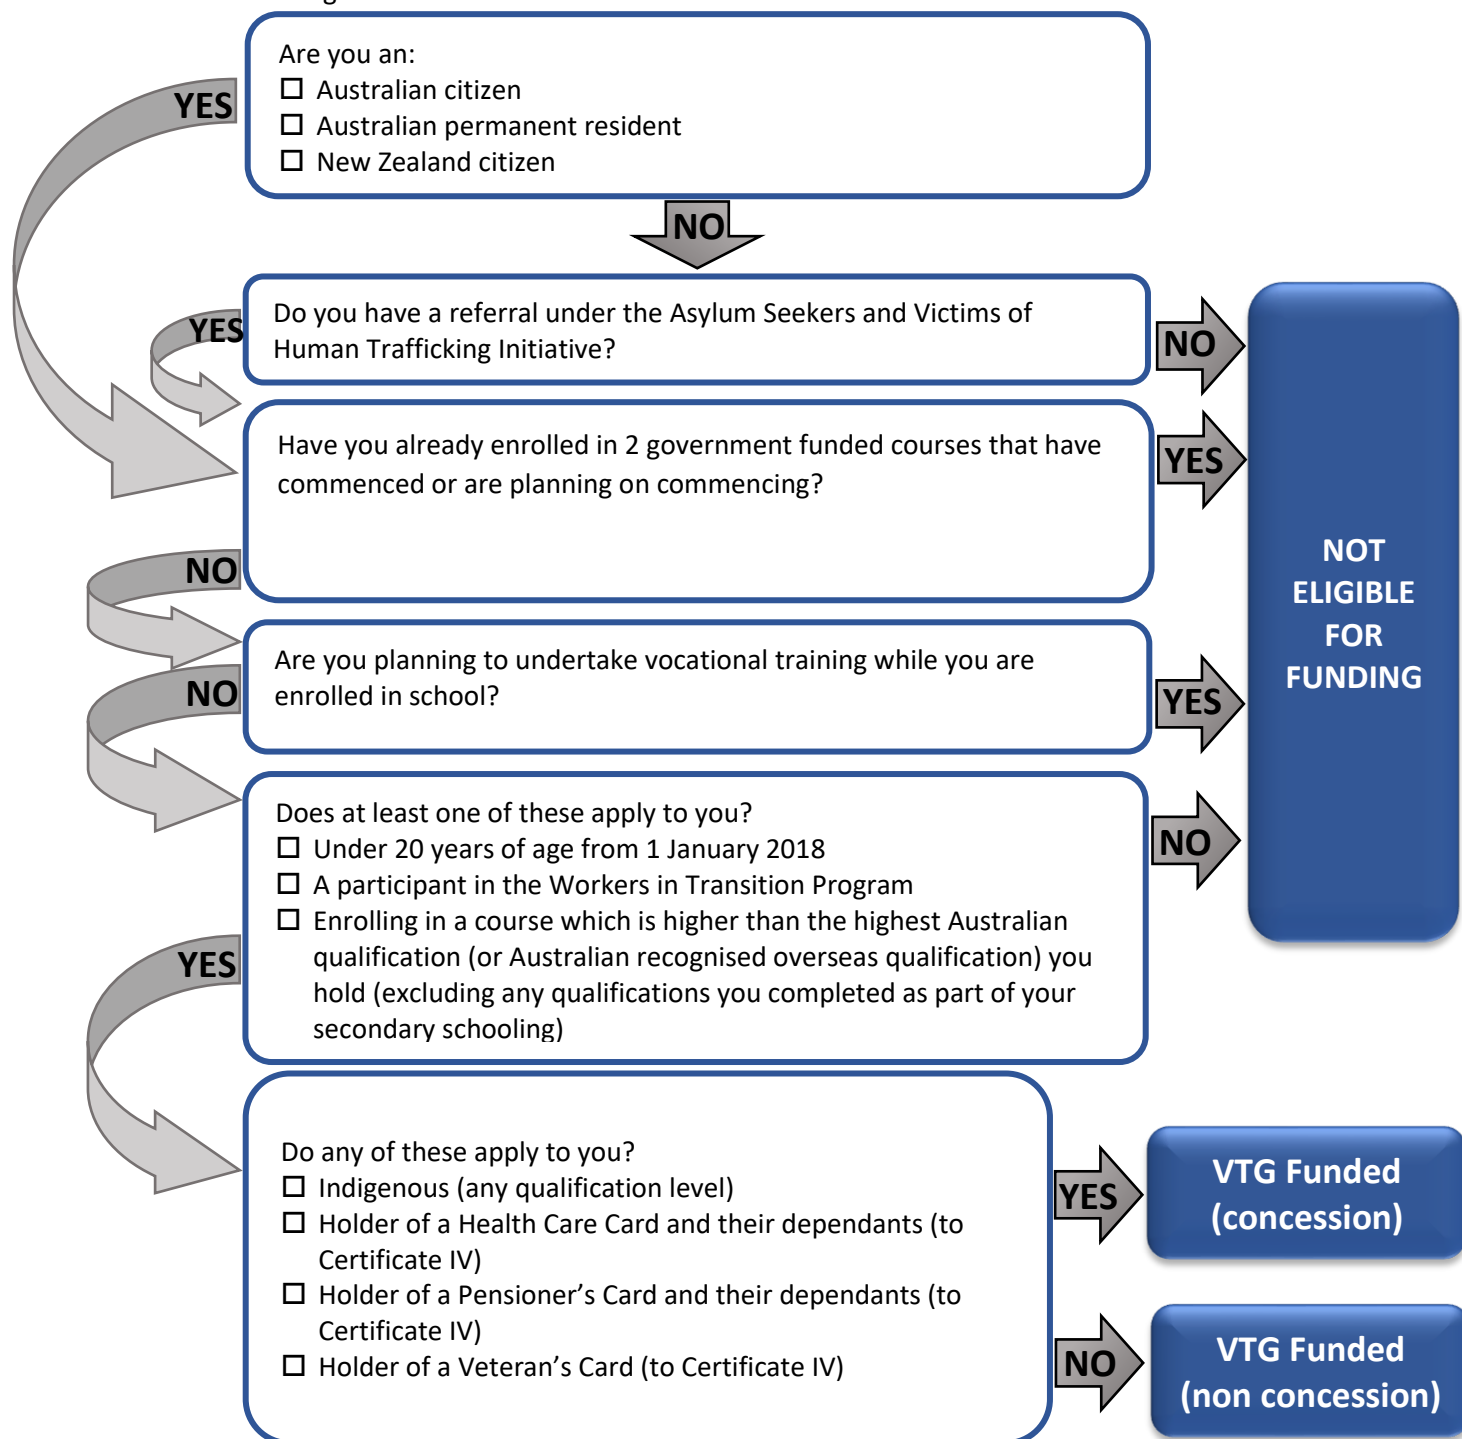 Are you an:
☐ Australian citizen
☐ Australian permanent resident
☐ New Zealand citizen
YES
NO
Do you have a referral under the Asylum Seekers and Victims of
Human Trafficking Initiative?
YES
NO
Have you already enrolled in 2 government funded courses that have
commenced or are planning on commencing?
YES
NO
Are you planning to undertake vocational training while you are
enrolled in school?
YES
NO
NOT
ELIGIBLE
FOR
FUNDING
Does at least one of these apply to you?
☐ Under 20 years of age from 1 January 2018
☐ A participant in the Workers in Transition Program
☐ Enrolling in a course which is higher than the highest Australian
qualification (or Australian recognised overseas qualification) you
hold (excluding any qualifications you completed as part of your
secondary schooling)
NO
YES
Do any of these apply to you?
☐ Indigenous (any qualification level)
☐ Holder of a Health Care Card and their dependants (to
Certificate IV)
☐ Holder of a Pensioner’s Card and their dependants (to
Certificate IV)
☐ Holder of a Veteran’s Card (to Certificate IV)
YES
VTG Funded
(concession)
NO
VTG Funded
(non concession)